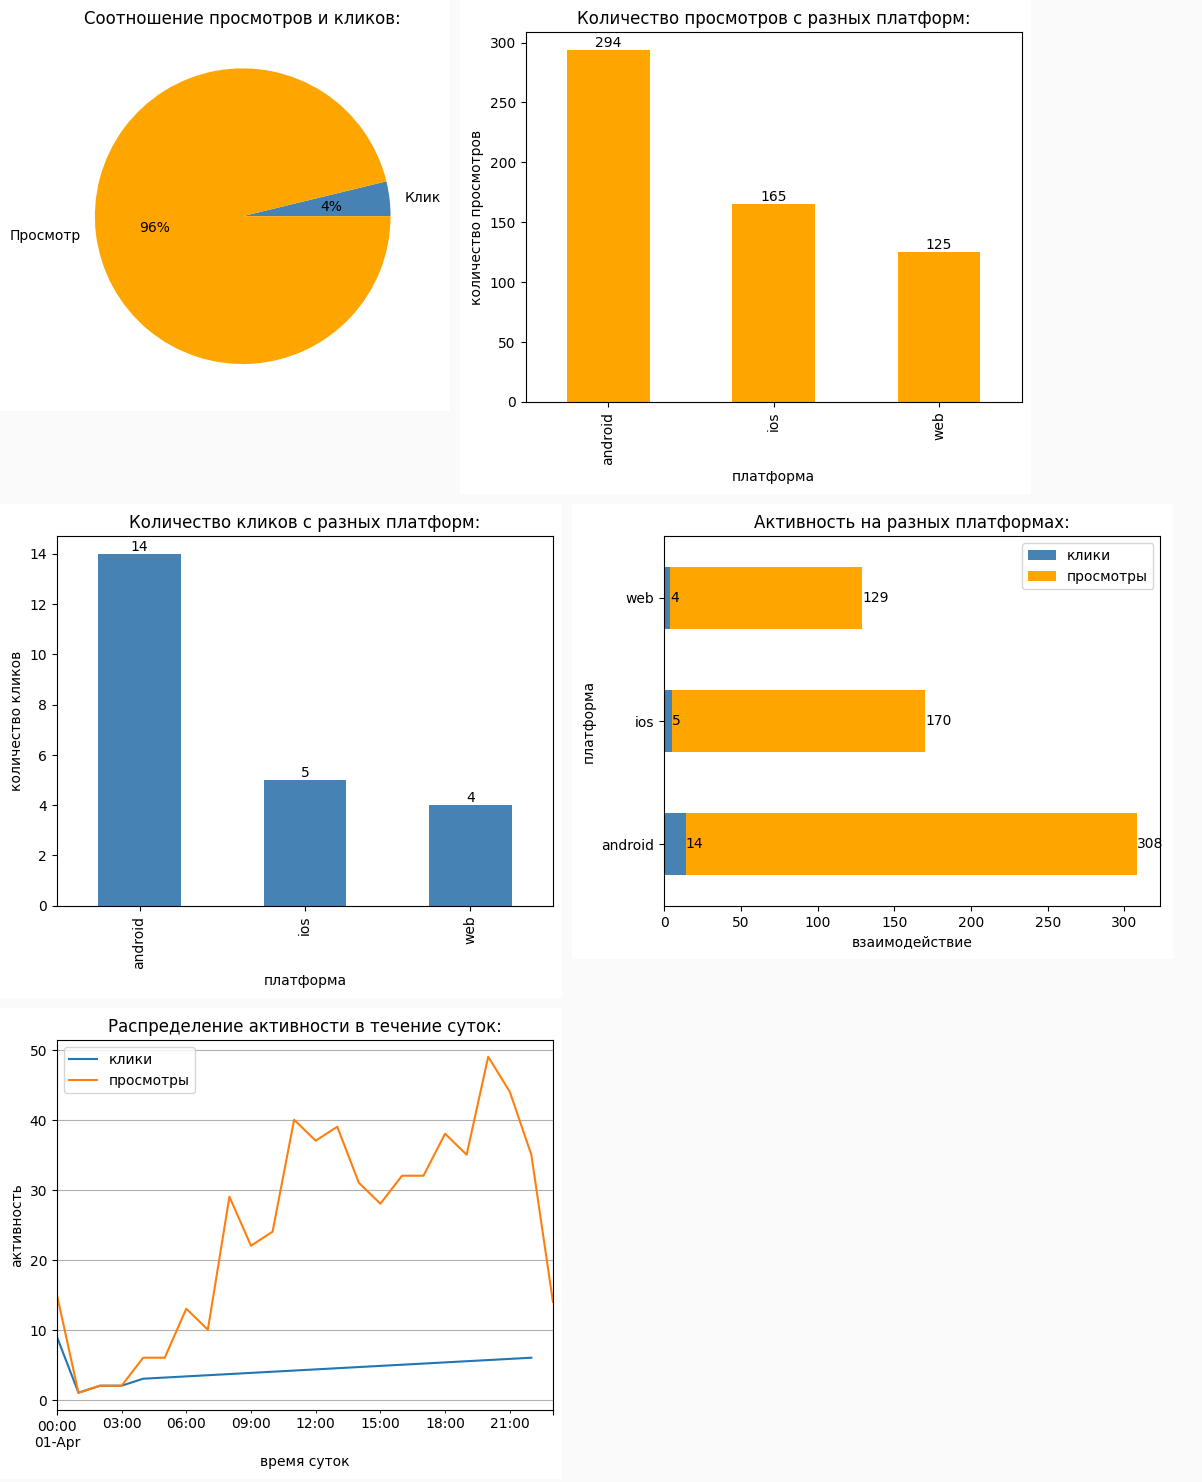 Соотношение просмотров и кликов:
Клик
4%
96%
Просмотр
Количество просмотров с разных платформ:
количество просмотров
300
250
200
150
100
50
0
294
165
125
android
ios
web
платформа
Количество кликов с разных платформ:
количество кликов
14
12
10
8
6
4
2
0
14
5
4
android
ios
web
платформа
Активность на разных платформах:
клики
просмотры
платформа
web
4
129
ios
5
170
android
14
308
0
50
100
150
200
250
300
взаимодействие
Распределение активности в течение суток:
клики
просмотры
активность
50
40
30
20
10
0
00:00
03:00
06:00
09:00
12:00
15:00
18:00
21:00
01-Apr
время суток